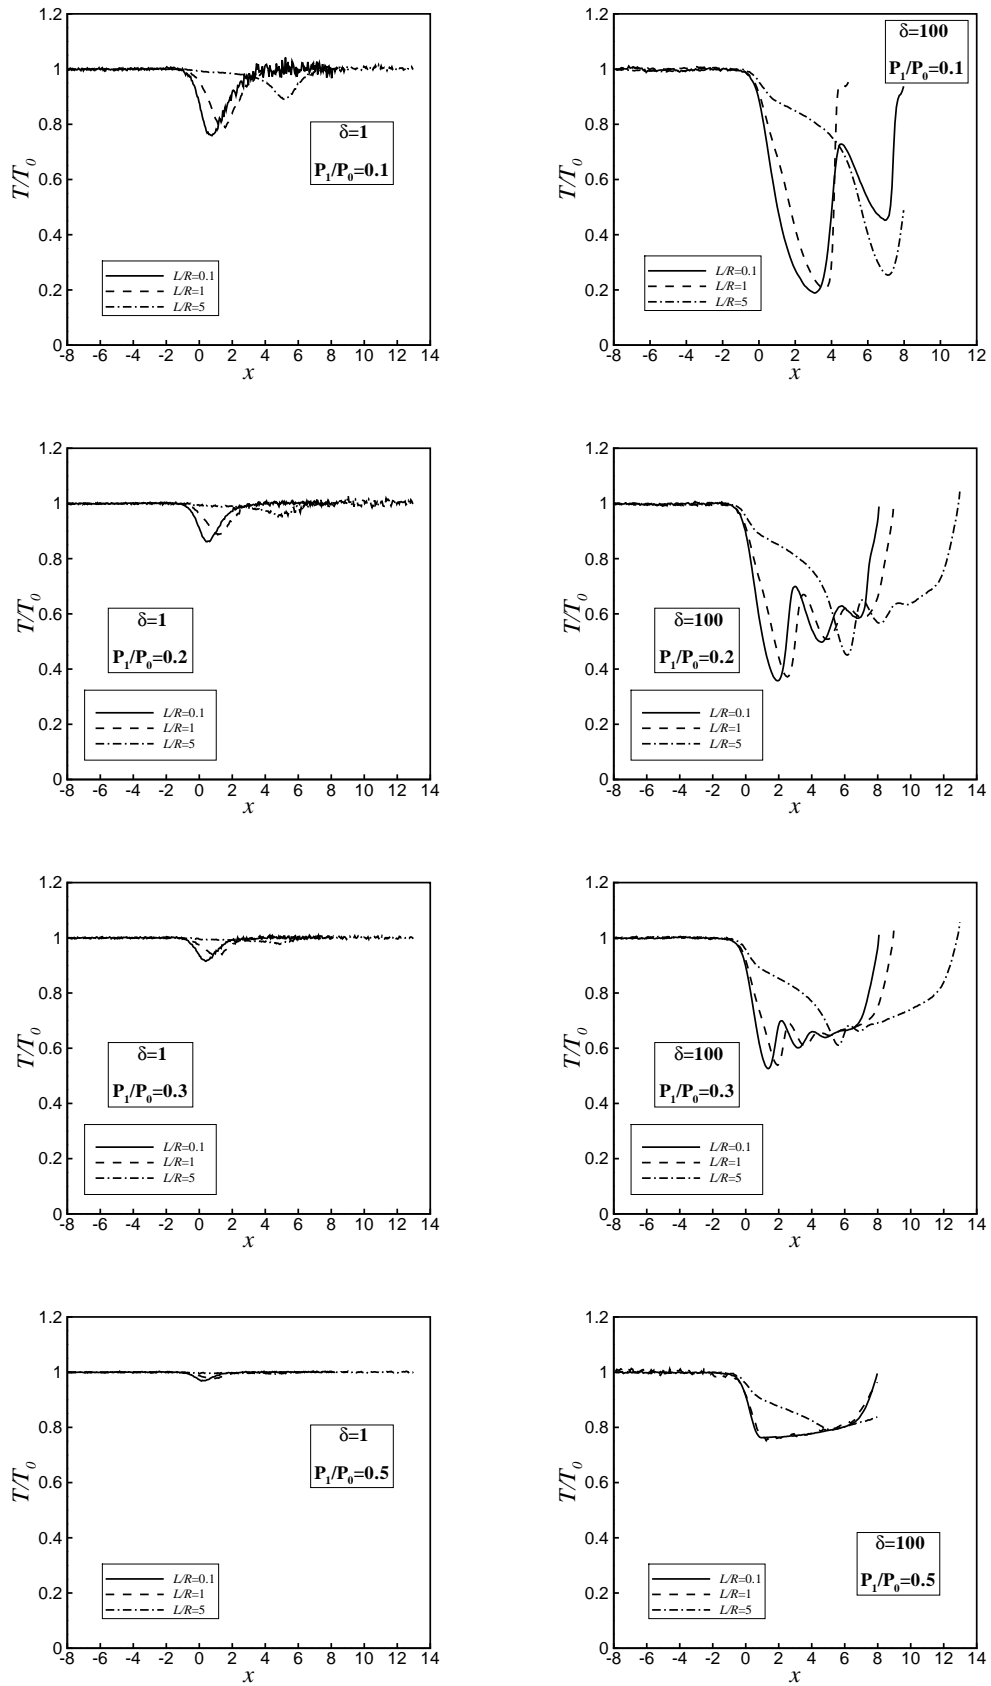 1.2
1
0.8
0.6
0.4
0.2
0
T/T₀
δ=1
P₁/P₀=0.1
L/R=0.1
L/R=1
L/R=5
-8 -6 -4 -2 0 2 4 6 8 10 12 14
x
1.2
1
0.8
0.6
0.4
0.2
0
T/T₀
δ=100
P₁/P₀=0.1
L/R=0.1
L/R=1
L/R=5
-8 -6 -4 -2 0 2 4 6 8 10 12
x
1.2
1
0.8
0.6
0.4
0.2
0
T/T₀
δ=1
P₁/P₀=0.2
L/R=0.1
L/R=1
L/R=5
-8 -6 -4 -2 0 2 4 6 8 10 12 14
x
1.2
1
0.8
0.6
0.4
0.2
0
T/T₀
δ=100
P₁/P₀=0.2
L/R=0.1
L/R=1
L/R=5
-8 -6 -4 -2 0 2 4 6 8 10 12 14
x
1.2
1
0.8
0.6
0.4
0.2
0
T/T₀
δ=1
P₁/P₀=0.3
L/R=0.1
L/R=1
L/R=5
-8 -6 -4 -2 0 2 4 6 8 10 12 14
x
1.2
1
0.8
0.6
0.4
0.2
0
T/T₀
δ=100
P₁/P₀=0.3
L/R=0.1
L/R=1
L/R=5
-8 -6 -4 -2 0 2 4 6 8 10 12 14
x
1.2
1
0.8
0.6
0.4
0.2
0
T/T₀
δ=1
P₁/P₀=0.5
L/R=0.1
L/R=1
L/R=5
-8 -6 -4 -2 0 2 4 6 8 10 12 14
x
1.2
1
0.8
0.6
0.4
0.2
0
T/T₀
δ=100
P₁/P₀=0.5
L/R=0.1
L/R=1
L/R=5
-8 -6 -4 -2 0 2 4 6 8 10 12 14
x